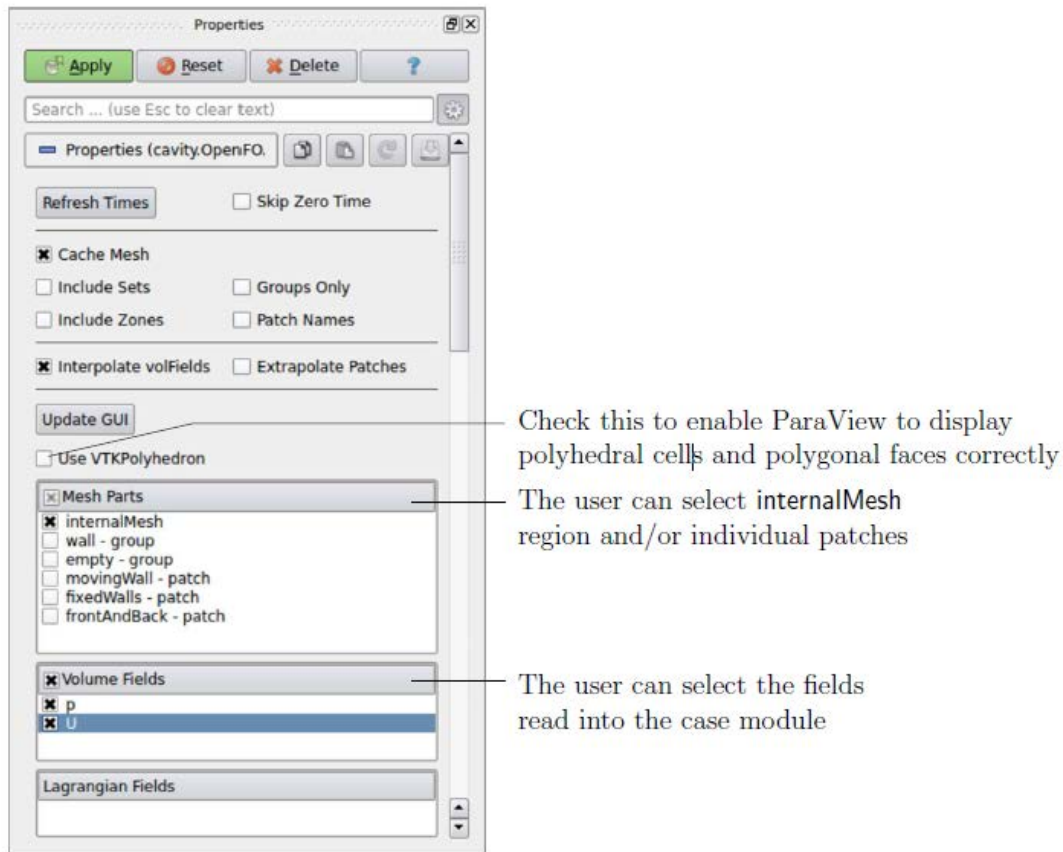 Properties
Apply Reset Delete ?
Search ... (use Esc to clear text)
Properties (cavity.OpenFO.
Refresh Times Skip Zero Time
Cache Mesh
Include Sets Groups Only
Include Zones Patch Names
Interpolate volFields Extrapolate Patches
Update GUI
Use VTKPolyhedron
Check this to enable ParaView to display
polyhedral cells and polygonal faces correctly
Mesh Parts
internalMesh
wall - group
empty - group
movingWall - patch
fixedWalls - patch
frontAndBack - patch
The user can select internalMesh
region and/or individual patches
Volume Fields
p
U
The user can select the fields
read into the case module
Lagrangian Fields